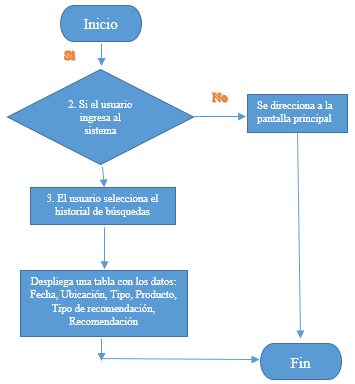 Inicio
Si
2. Si el usuario
ingresa al
sistema
No
Se direcciona a la
pantalla principal
3. El usuario selecciona el
historial de búsquedas
Despliega una tabla con los datos:
Fecha, Ubicación, Tipo, Producto,
Tipo de recomendación,
Recomendación
Fin